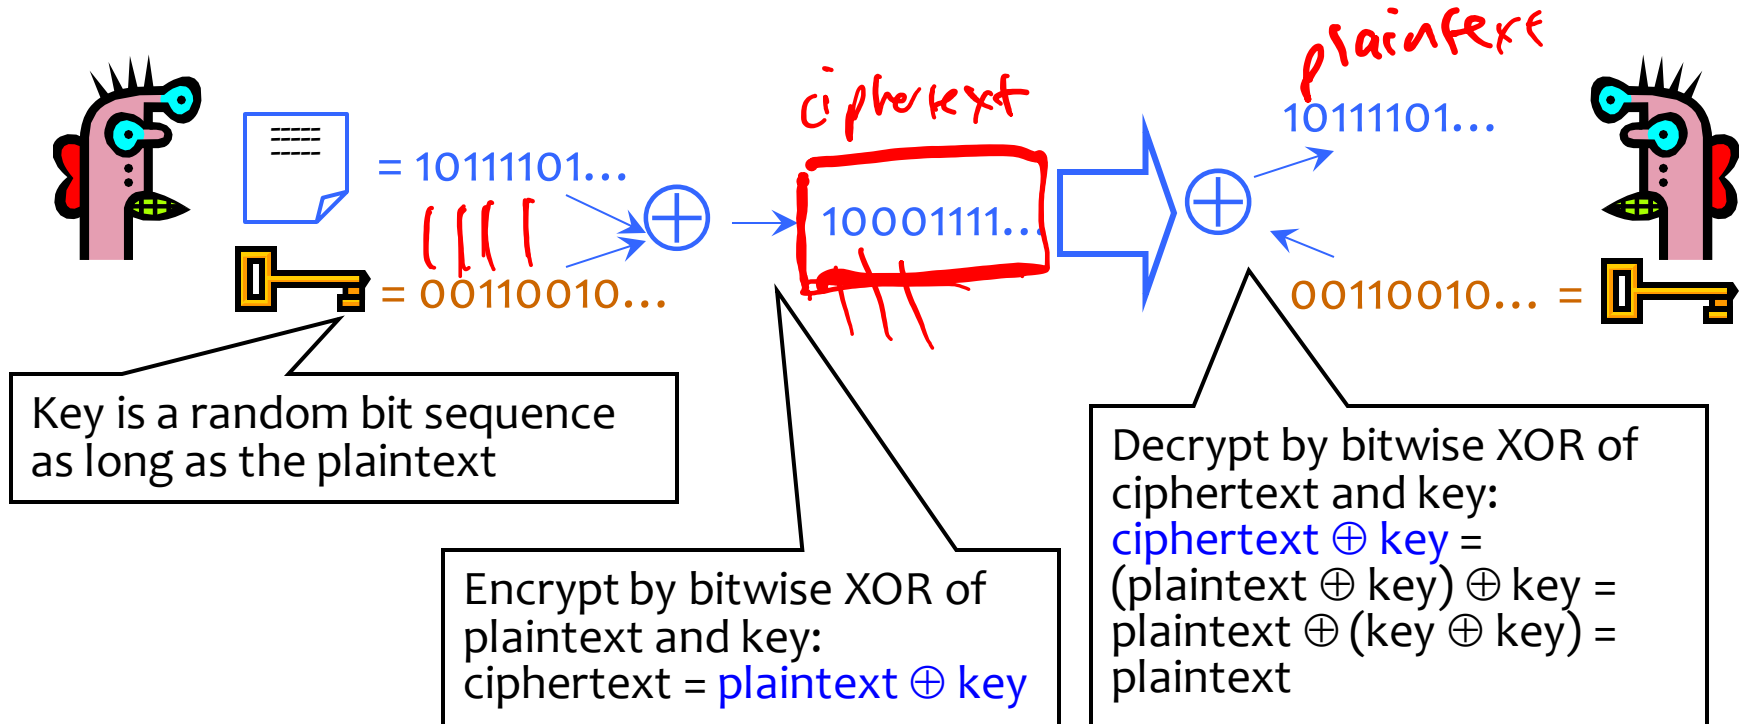 plaintext
ciphertext
10111101...
= 10111101...
10001111...
= 00110010...
00110010... =
Key is a random bit sequence
as long as the plaintext
Encrypt by bitwise XOR of
plaintext and key:
ciphertext = plaintext ⊕ key
Decrypt by bitwise XOR of
ciphertext and key:
ciphertext ⊕ key =
(plaintext ⊕ key) ⊕ key =
plaintext ⊕ (key ⊕ key) =
plaintext